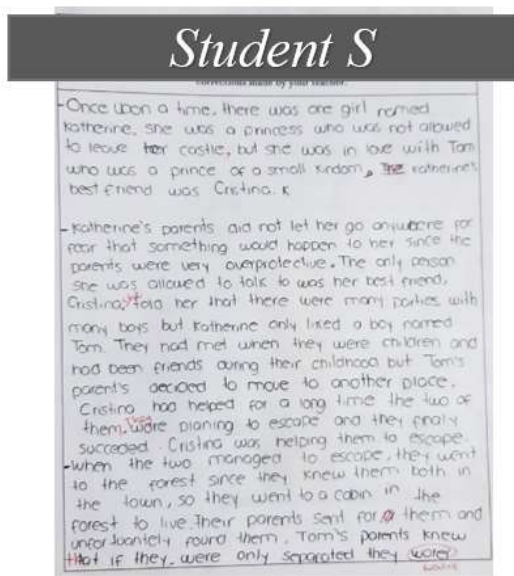 Student S
corrections made by your teacher.
-Once upon a time, there was one girl named
Katherine, she was a princess who was not allowed
to leave her castle, but she was in love with Tom
who was a prince of a small kindom, The Katherine's
best friend was Cristina. K
-Katherine's parents did not let her go anywhere for
fear that something would happen to her since the
parents were very overprotective. The only person
she was allowed to talk to was her best friend,
Cristina, she told her that there were many parties with
many boys but Katherine only liked a boy named
Tom. They had met when they were children and
had been friends during their childhood but Tom's
parent's decided to move to another place.
Cristina had helped for a long time the two of
them. They were planing to escape and they finaly
succeded. Cristina was helping them to escape.
-when the two managed to escape, they went
to the forest since they knew them both in
the town, so they went to a cabin in the
forest to live. Their parents sent for them and
unfortuantely found them. Tom's parents knew
that if they were only separated they